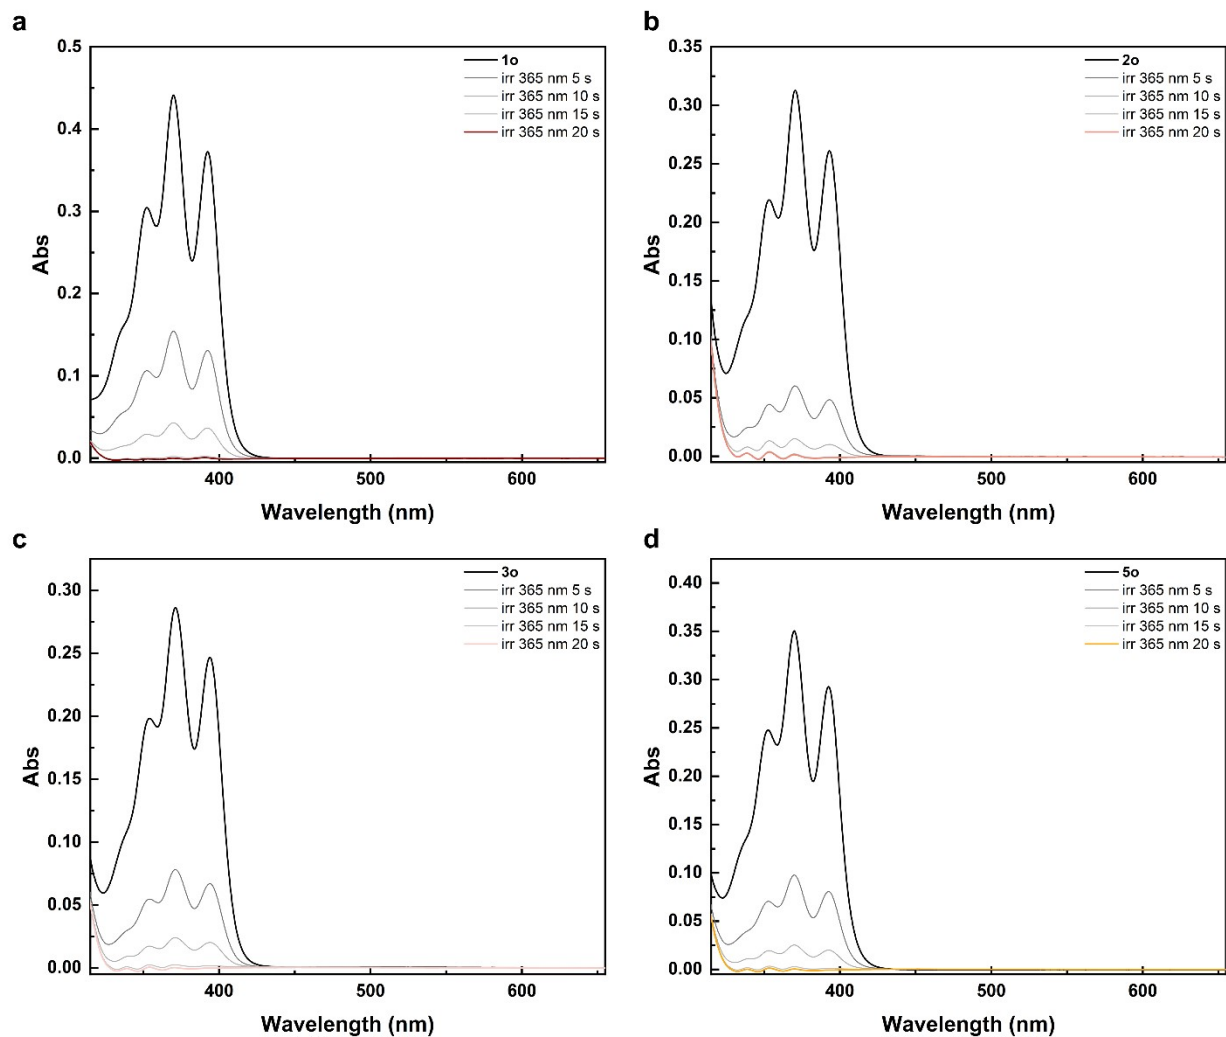 a
0.5
0.4
0.3
0.2
0.1
0.0
Abs
400
500
600
Wavelength (nm)
1o
irr 365 nm 5 s
irr 365 nm 10 s
irr 365 nm 15 s
irr 365 nm 20 s
b
0.35
0.30
0.25
0.20
0.15
0.10
0.05
0.00
Abs
400
500
600
Wavelength (nm)
2o
irr 365 nm 5 s
irr 365 nm 10 s
irr 365 nm 15 s
irr 365 nm 20 s
c
0.30
0.25
0.20
0.15
0.10
0.05
0.00
Abs
400
500
600
Wavelength (nm)
3o
irr 365 nm 5 s
irr 365 nm 10 s
irr 365 nm 15 s
irr 365 nm 20 s
d
0.40
0.35
0.30
0.25
0.20
0.15
0.10
0.05
0.00
Abs
400
500
600
Wavelength (nm)
5o
irr 365 nm 5 s
irr 365 nm 10 s
irr 365 nm 15 s
irr 365 nm 20 s